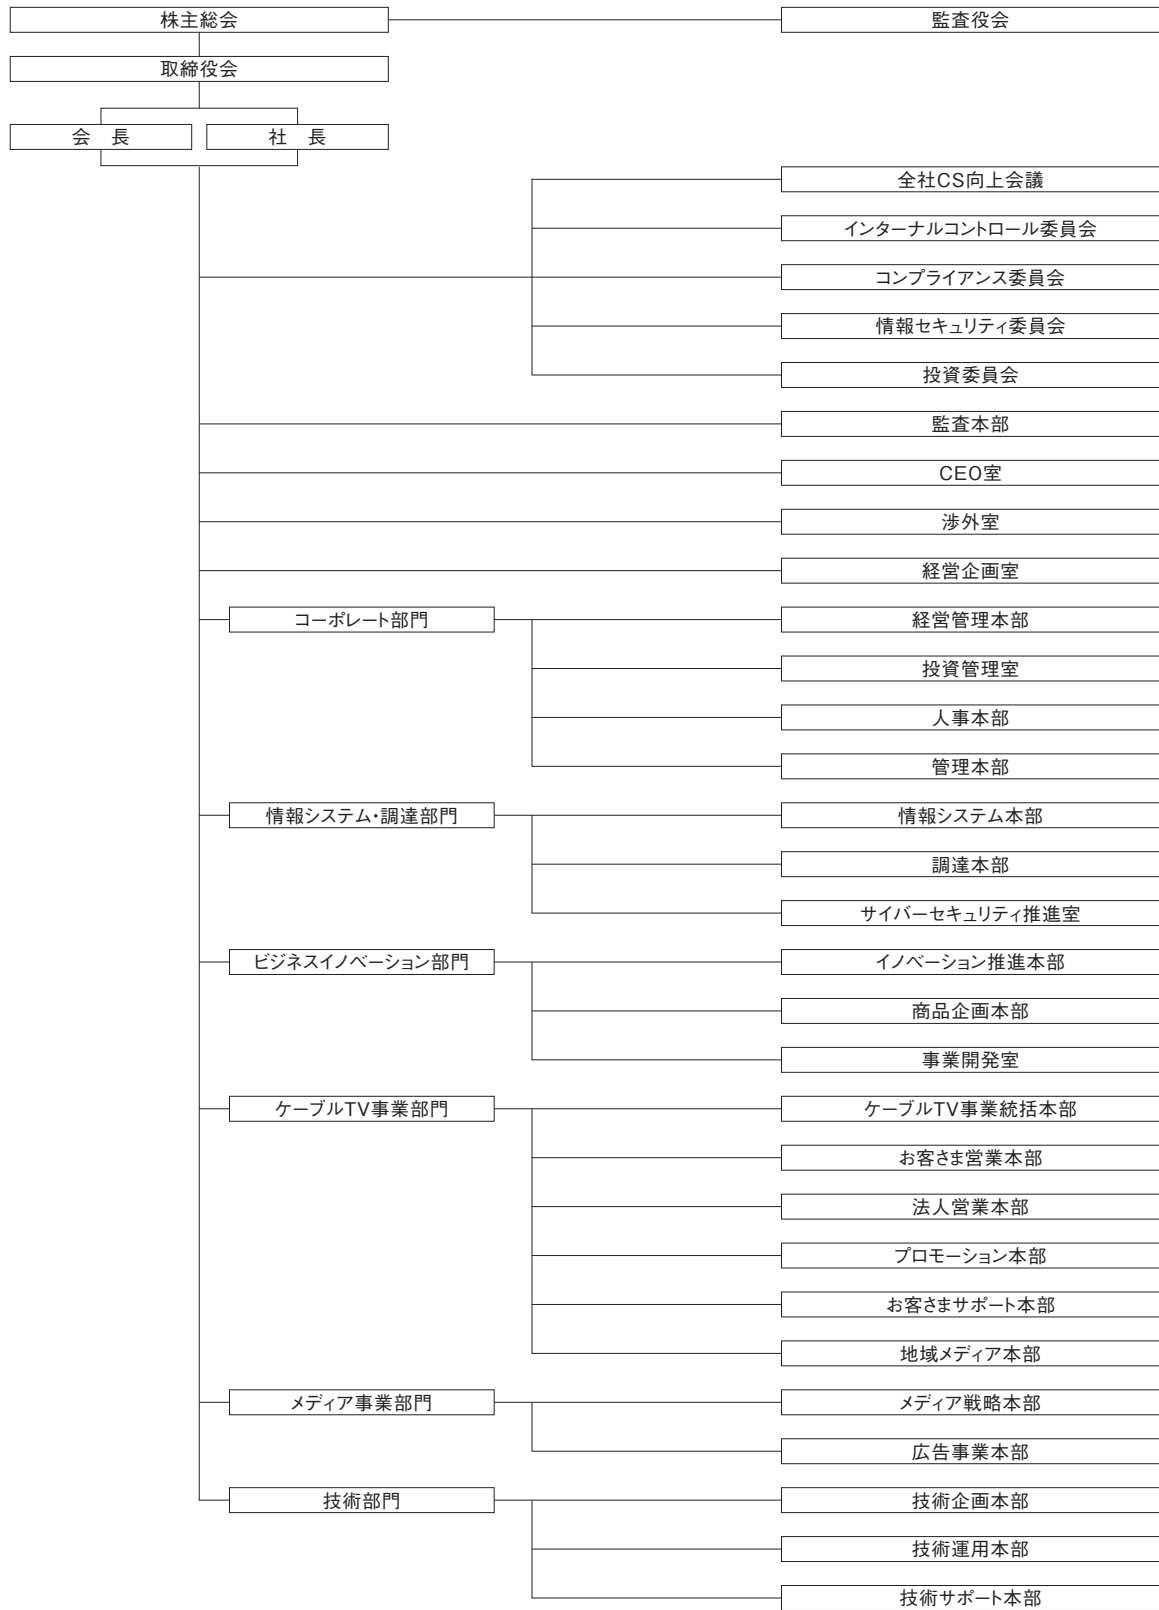 株主総会
監査役会
取締役会
会　長
社　長
全社CS向上会議
インターナルコントロール委員会
コンプライアンス委員会
情報セキュリティ委員会
投資委員会
監査本部
CEO室
渉外室
経営企画室
コーポレート部門
経営管理本部
投資管理室
人事本部
管理本部
情報システム・調達部門
情報システム本部
調達本部
サイバーセキュリティ推進室
ビジネスイノベーション部門
イノベーション推進本部
商品企画本部
事業開発室
ケーブルTV事業部門
ケーブルTV事業統括本部
お客さま営業本部
法人営業本部
プロモーション本部
お客さまサポート本部
地域メディア本部
メディア事業部門
メディア戦略本部
広告事業本部
技術部門
技術企画本部
技術運用本部
技術サポート本部